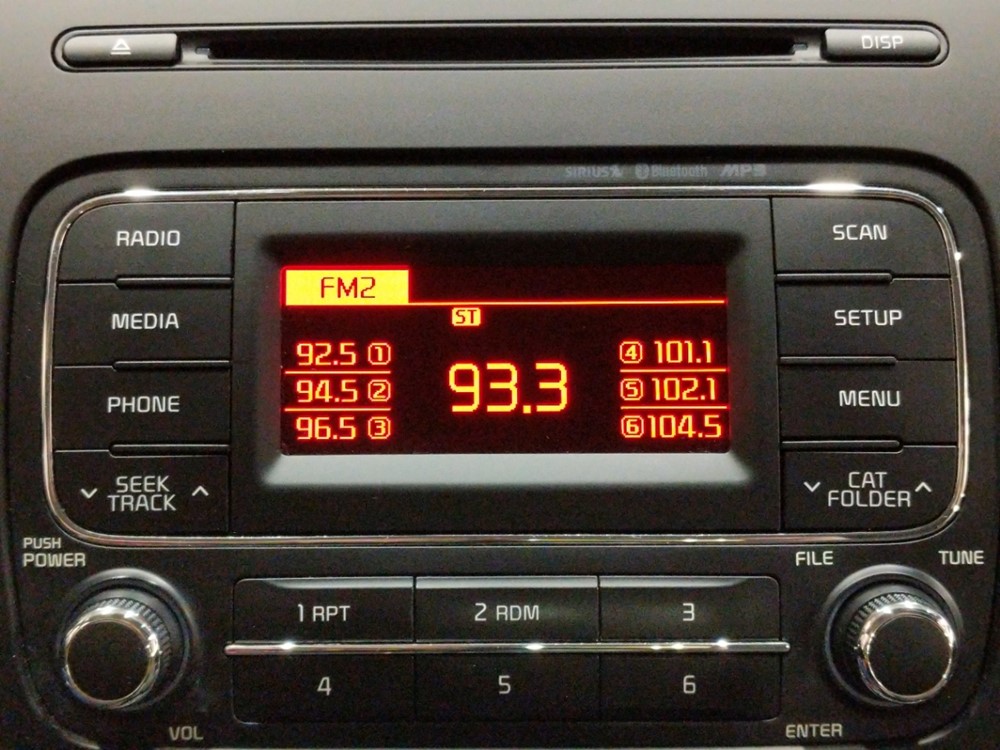 DISP
SIRIUS Bluetooth MP3
RADIO
MEDIA
PHONE
SEEK
TRACK
FM2
ST
92.5 1
94.5 2
96.5 3
93.3
4 101.1
5 102.1
6 104.5
SCAN
SETUP
MENU
CAT
FOLDER
PUSH
POWER
VOL
1 RPT
2 RDM
3
4
5
6
FILE
TUNE
ENTER